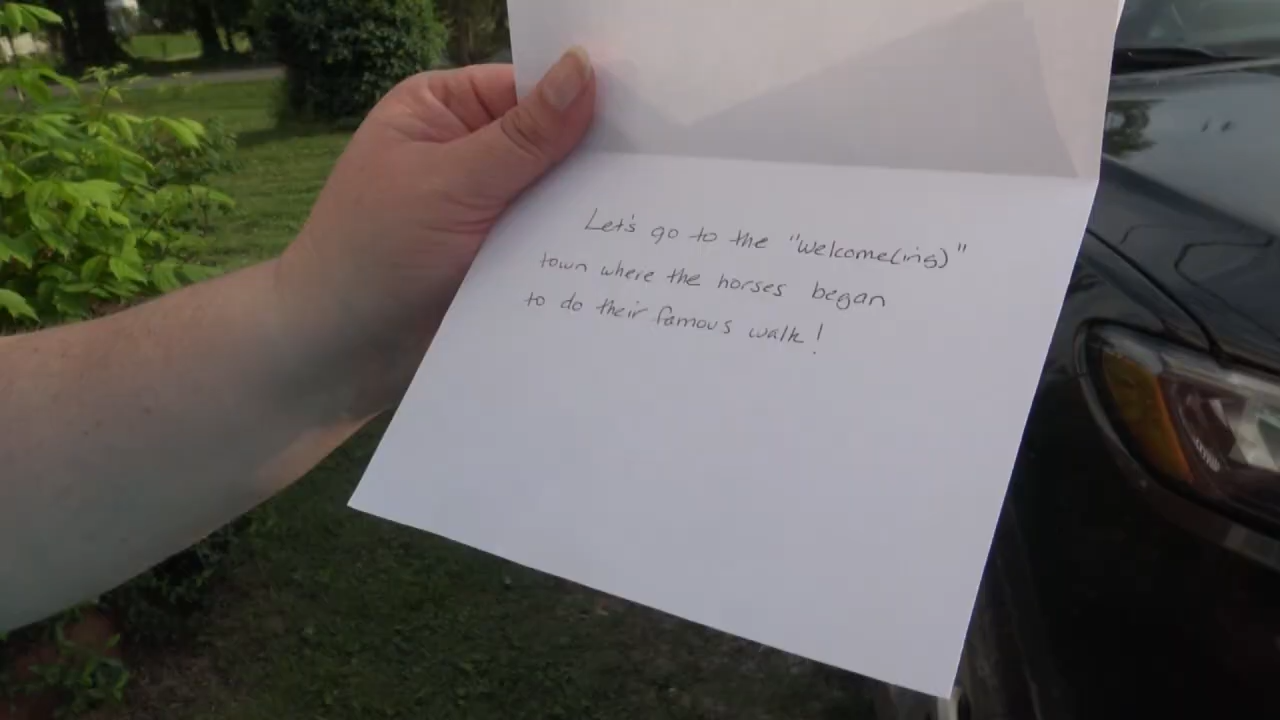 Let's go to the "welcome(ing)"
town where the horses began
to do their famous walk!